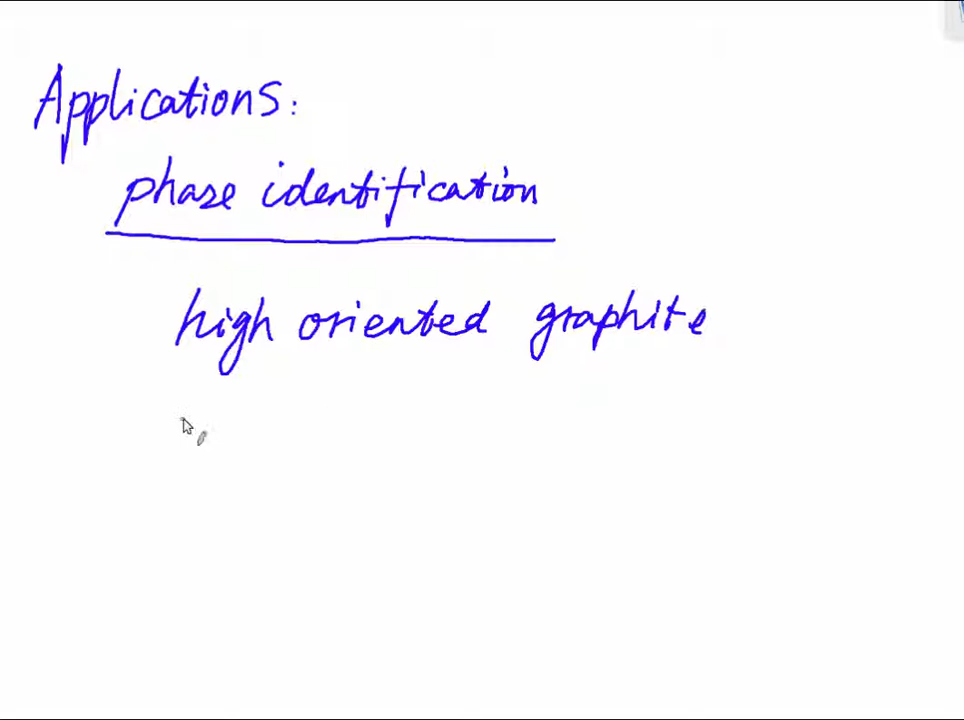 Applications:
phase identification
high oriented graphite